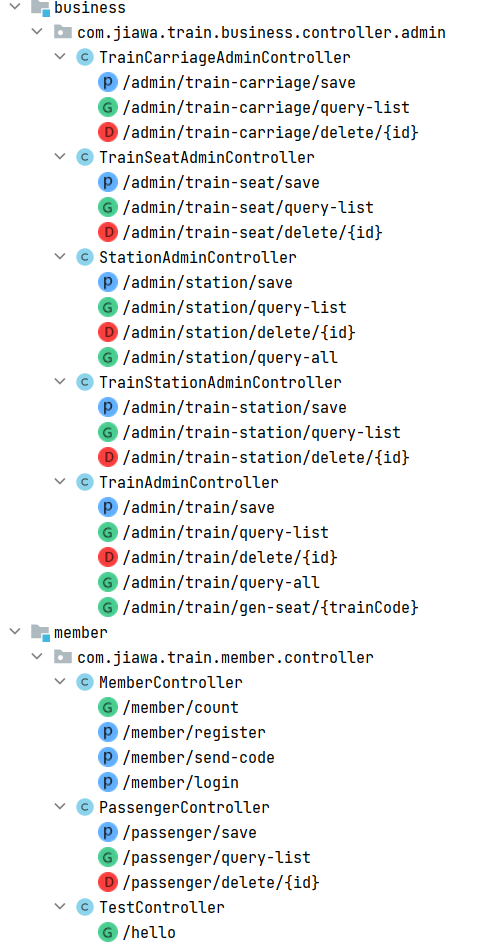 business
com.jiawa.train.business.controller.admin
C TrainCarriageAdminController
P /admin/train-carriage/save
G /admin/train-carriage/query-list
D /admin/train-carriage/delete/{id}
C TrainSeatAdminController
P /admin/train-seat/save
G /admin/train-seat/query-list
D /admin/train-seat/delete/{id}
C StationAdminController
P /admin/station/save
G /admin/station/query-list
D /admin/station/delete/{id}
G /admin/station/query-all
C TrainStationAdminController
P /admin/train-station/save
G /admin/train-station/query-list
D /admin/train-station/delete/{id}
C TrainAdminController
P /admin/train/save
G /admin/train/query-list
D /admin/train/delete/{id}
G /admin/train/query-all
G /admin/train/gen-seat/{trainCode}
member
com.jiawa.train.member.controller
C MemberController
G /member/count
P /member/register
P /member/send-code
P /member/login
C PassengerController
P /passenger/save
G /passenger/query-list
D /passenger/delete/{id}
C TestController
G /hello